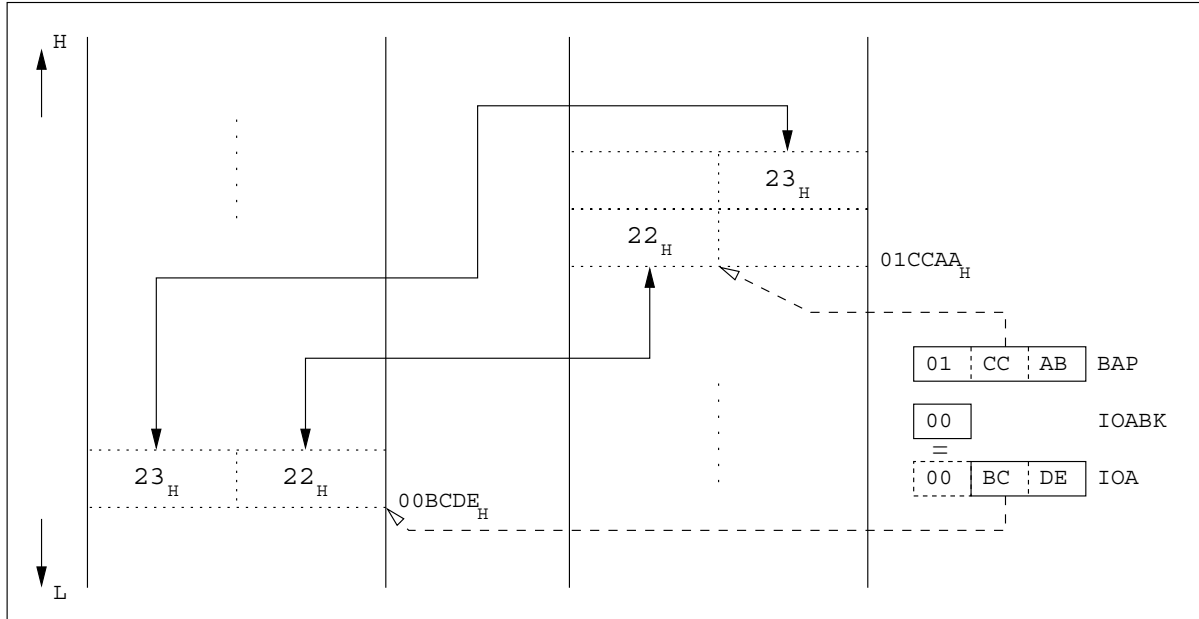 H
23H
22H
01CCAAH
01 CC AB BAP
00 IOABK
=
23H 22H
00 BC DE IOA
00BCDEH
L